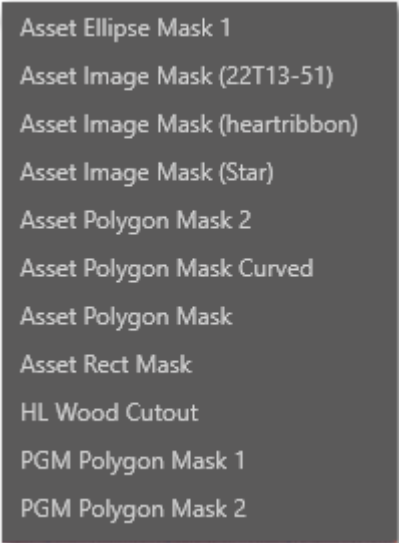 Asset Ellipse Mask 1
Asset Image Mask (22T13-51)
Asset Image Mask (heartribbon)
Asset Image Mask (Star)
Asset Polygon Mask 2
Asset Polygon Mask Curved
Asset Polygon Mask
Asset Rect Mask
HL Wood Cutout
PGM Polygon Mask 1
PGM Polygon Mask 2